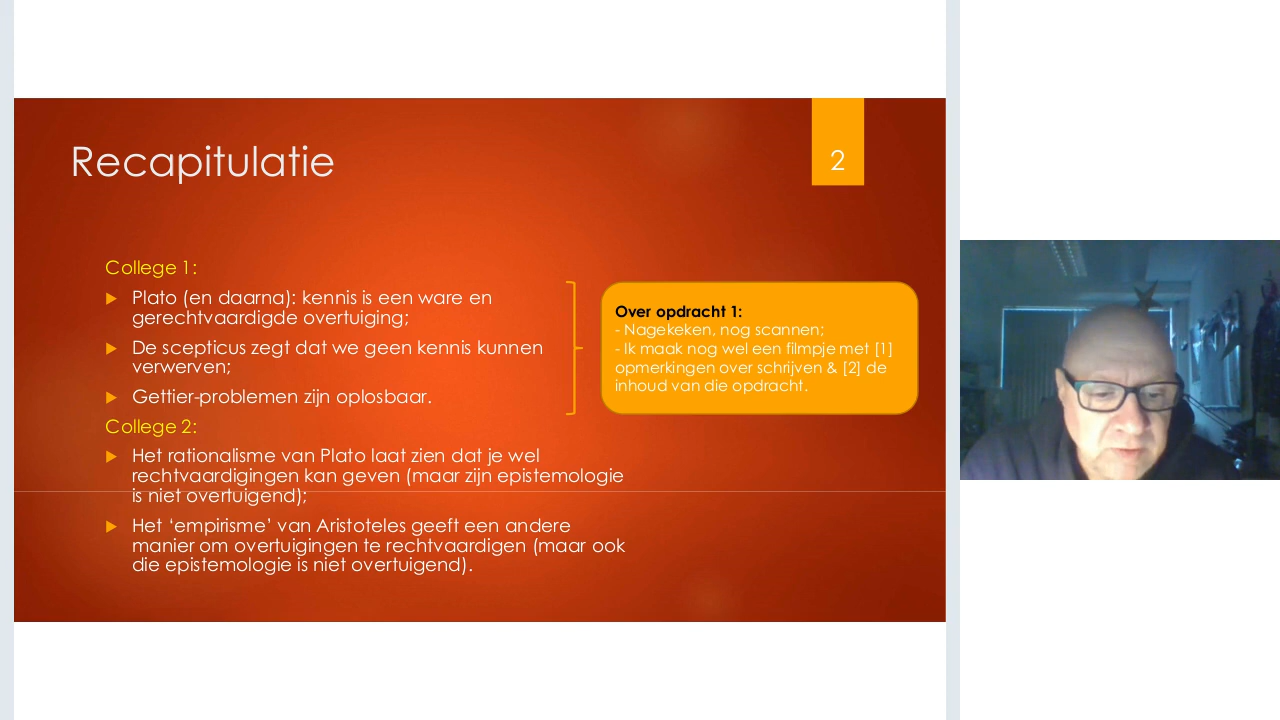 Recapitulatie
2
College 1:
Plato (en daarna): kennis is een ware en
gerechtvaardigde overtuiging;
De scepticus zegt dat we geen kennis kunnen
verwerven;
Gettier-problemen zijn oplosbaar.
College 2:
Het rationalisme van Plato laat zien dat je wel
rechtvaardigingen kan geven (maar zijn epistemologie
is niet overtuigend);
Het ‘empirisme’ van Aristoteles geeft een andere
manier om overtuigingen te rechtvaardigen (maar ook
die epistemologie is niet overtuigend).
Over opdracht 1:
- Nagekeken, nog scannen;
- Ik maak nog wel een filmpje met [1]
opmerkingen over schrijven & [2] de
inhoud van die opdracht.